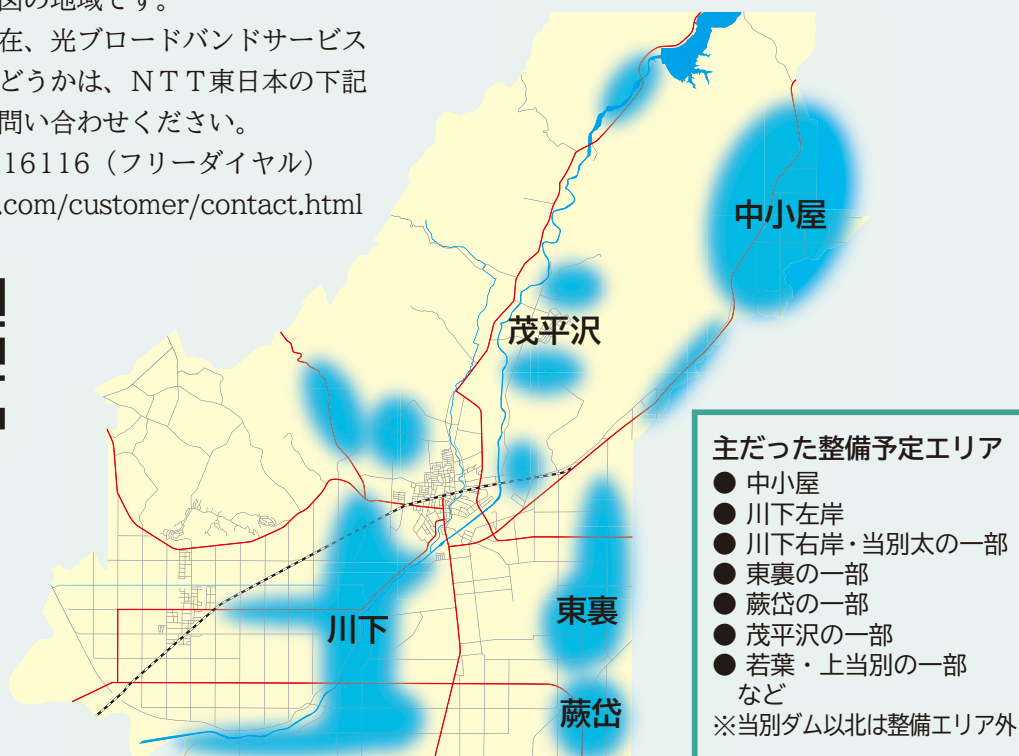 図の地域です。
在、光ブロードバンドサービス
どうかは、ＮＴＴ東日本の下記
問い合わせください。
16116（フリーダイヤル）
.com/customer/contact.html
中小屋
茂平沢
川下
東裏
蕨岱
主だった整備予定エリア
● 中小屋
● 川下左岸
● 川下右岸・当別太の一部
● 東裏の一部
● 蕨岱の一部
● 茂平沢の一部
● 若葉・上当別の一部
など
※当別ダム以北は整備エリア外